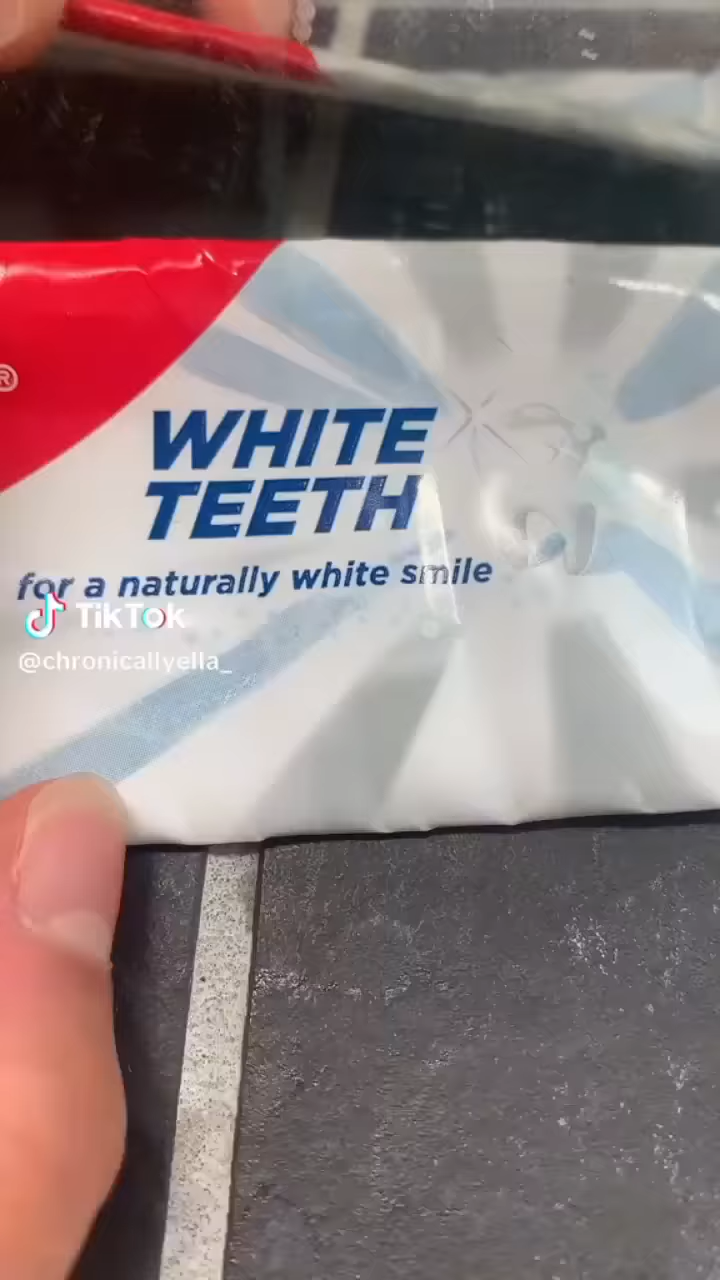 ®
WHITE
TEETH
for a naturally white smile
TikTok
@chronicallyella_